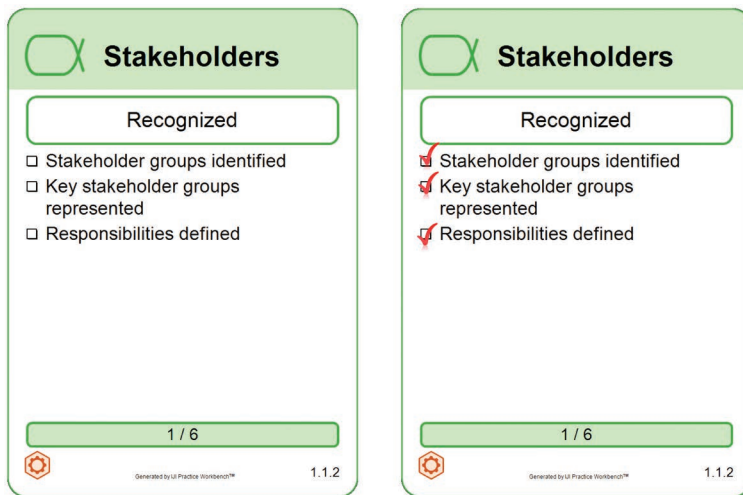 Stakeholders
Recognized
Stakeholder groups identified
Key stakeholder groups
represented
Responsibilities defined
1 / 6
Generated by UI Practice Workbench™
1.1.2
Stakeholders
Recognized
Stakeholder groups identified
Key stakeholder groups
represented
Responsibilities defined
1 / 6
Generated by UI Practice Workbench™
1.1.2